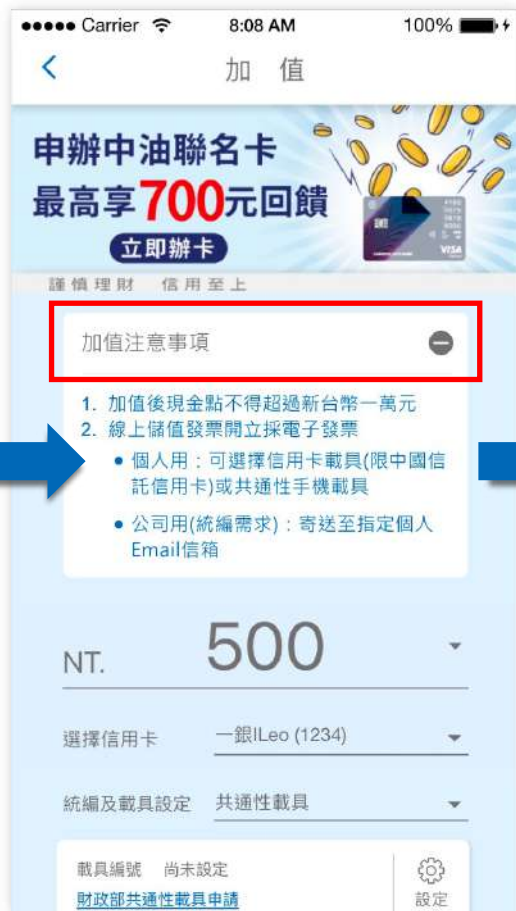 Carrier 8:08 AM 100%
加 值
申辦中油聯名卡
最高享700元回饋
立即辦卡
VISA
謹慎理財 信用至上
加值注意事項
1. 加值後現金點不得超過新台幣一萬元
2. 線上儲值發票開立採電子發票
• 個人用：可選擇信用卡載具(限中國信
託信用卡)或共通性手機載具
• 公司用(統編需求)：寄送至指定個人
Email信箱
NT. 500
選擇信用卡 一銀ILeo (1234)
統編及載具設定 共通性載具
載具編號 尚未設定
財政部共通性載具申請
設定